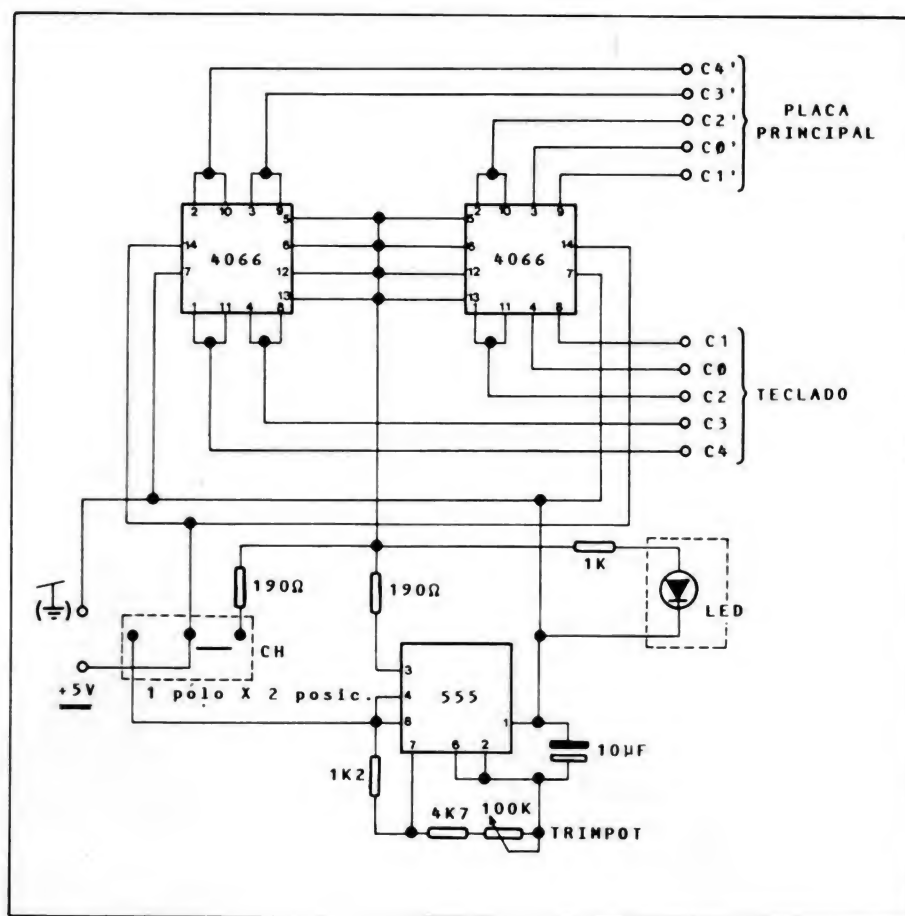 C4'
C3'
C2'
CØ'
C1'
PLACA
PRINCIPAL
2 10 3 9
2 10 3 9
14 4066 5
7 6
12
13
5 4066 14
6 7
12
13
1 11 4 8
1 11 4 8
C1
CØ
C2
C3
C4
TECLADO
1K
LED
190Ω
190Ω
CH
+5V
1 pólo X 2 posic.
3
4 555
8 1
7 6 2
10µF
1K2
4K7 100K
TRIMPOT